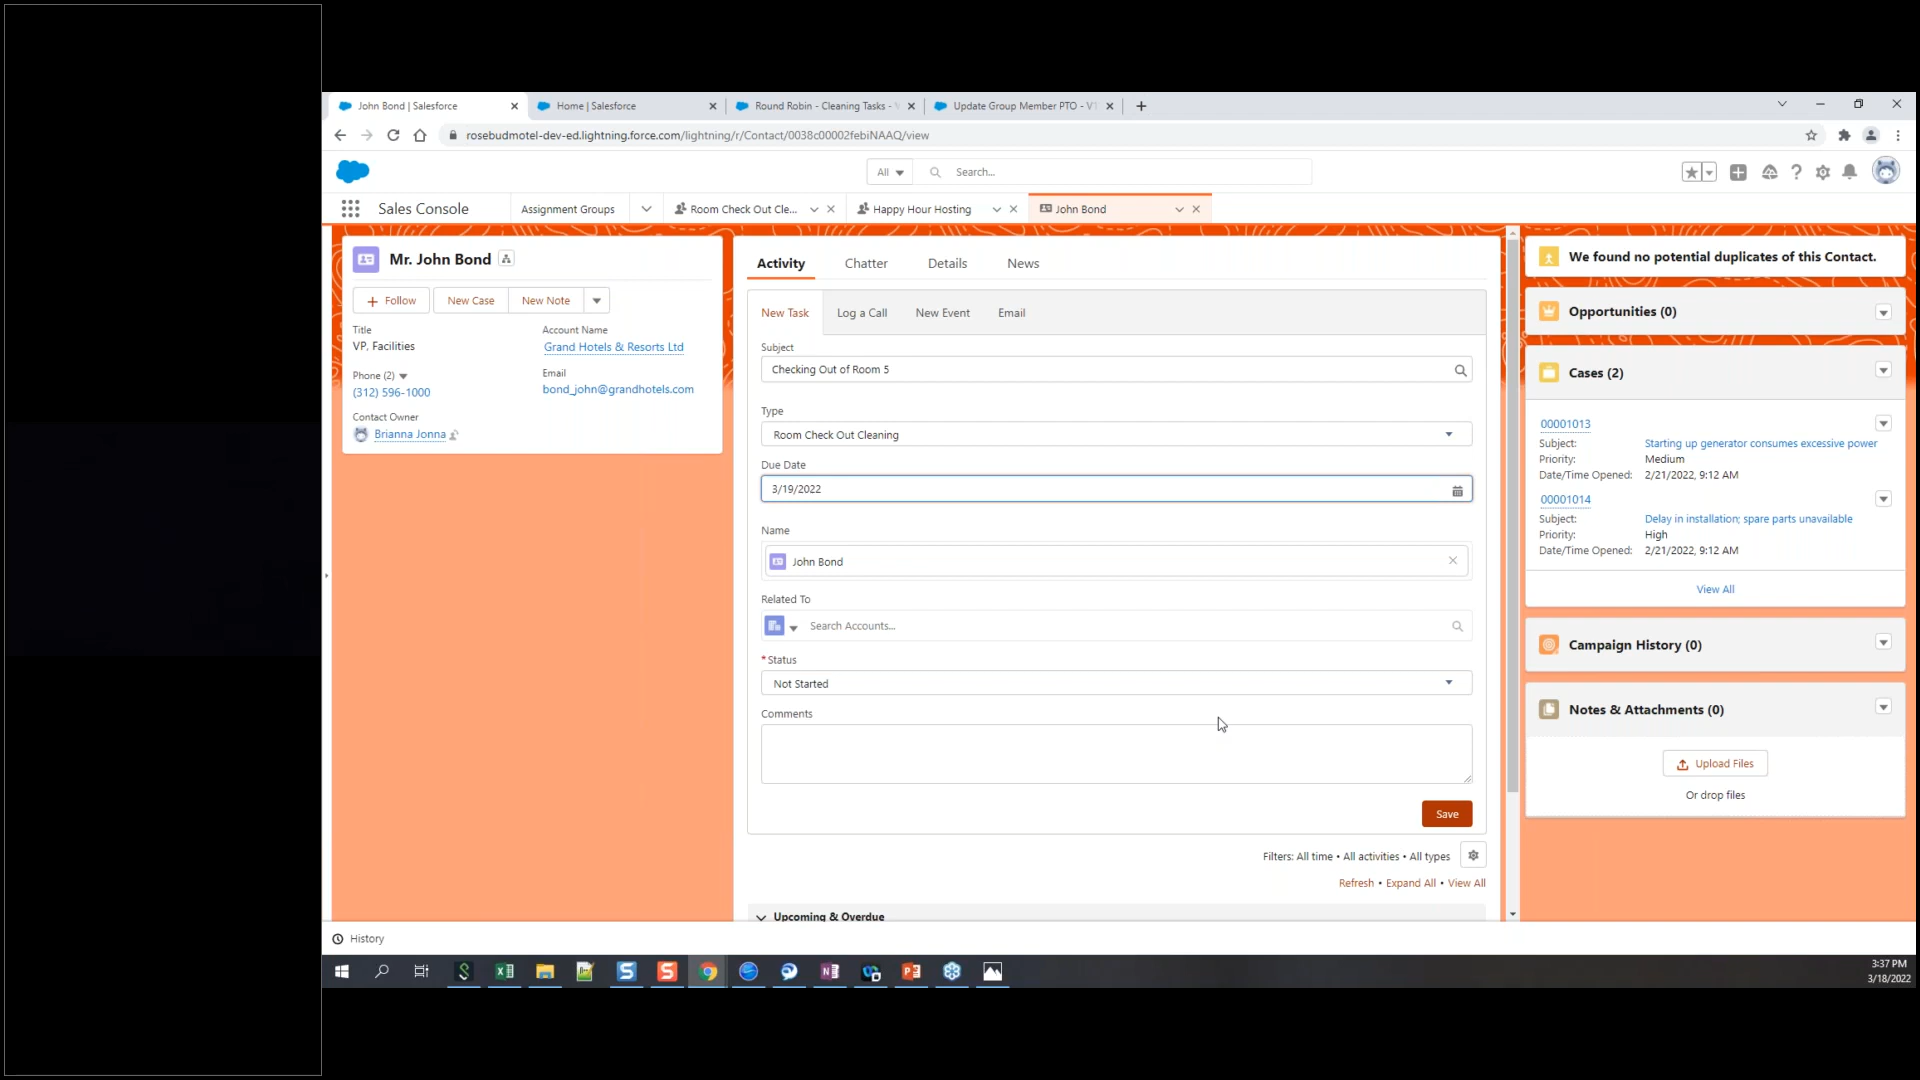 John Bond | Salesforce
Home | Salesforce
Round Robin - Cleaning Tasks -
Update Group Member PTO - V1
rosebudmotel-dev-ed.lightning.force.com/lightning/r/Contact/0038c00002febiNAAQ/view
All
Search...
Sales Console
Assignment Groups
Room Check Out Cle...
Happy Hour Hosting
John Bond
Mr. John Bond
Follow
New Case
New Note
Title
VP, Facilities
Account Name
Grand Hotels & Resorts Ltd
Phone (2)
(312) 596-1000
Email
bond_john@grandhotels.com
Contact Owner
Brianna Jonna
Activity
Chatter
Details
News
New Task
Log a Call
New Event
Email
Subject
Checking Out of Room 5
Type
Room Check Out Cleaning
Due Date
3/19/2022
Name
John Bond
Related To
Search Accounts...
*Status
Not Started
Comments
Save
Filters: All time • All activities • All types
Refresh • Expand All • View All
Upcoming & Overdue
We found no potential duplicates of this Contact.
Opportunities (0)
Cases (2)
00001013
Subject: Starting up generator consumes excessive power
Priority: Medium
Date/Time Opened: 2/21/2022, 9:12 AM
00001014
Subject: Delay in installation; spare parts unavailable
Priority: High
Date/Time Opened: 2/21/2022, 9:12 AM
View All
Campaign History (0)
Notes & Attachments (0)
Upload Files
Or drop files
History
3:37 PM
3/18/2022